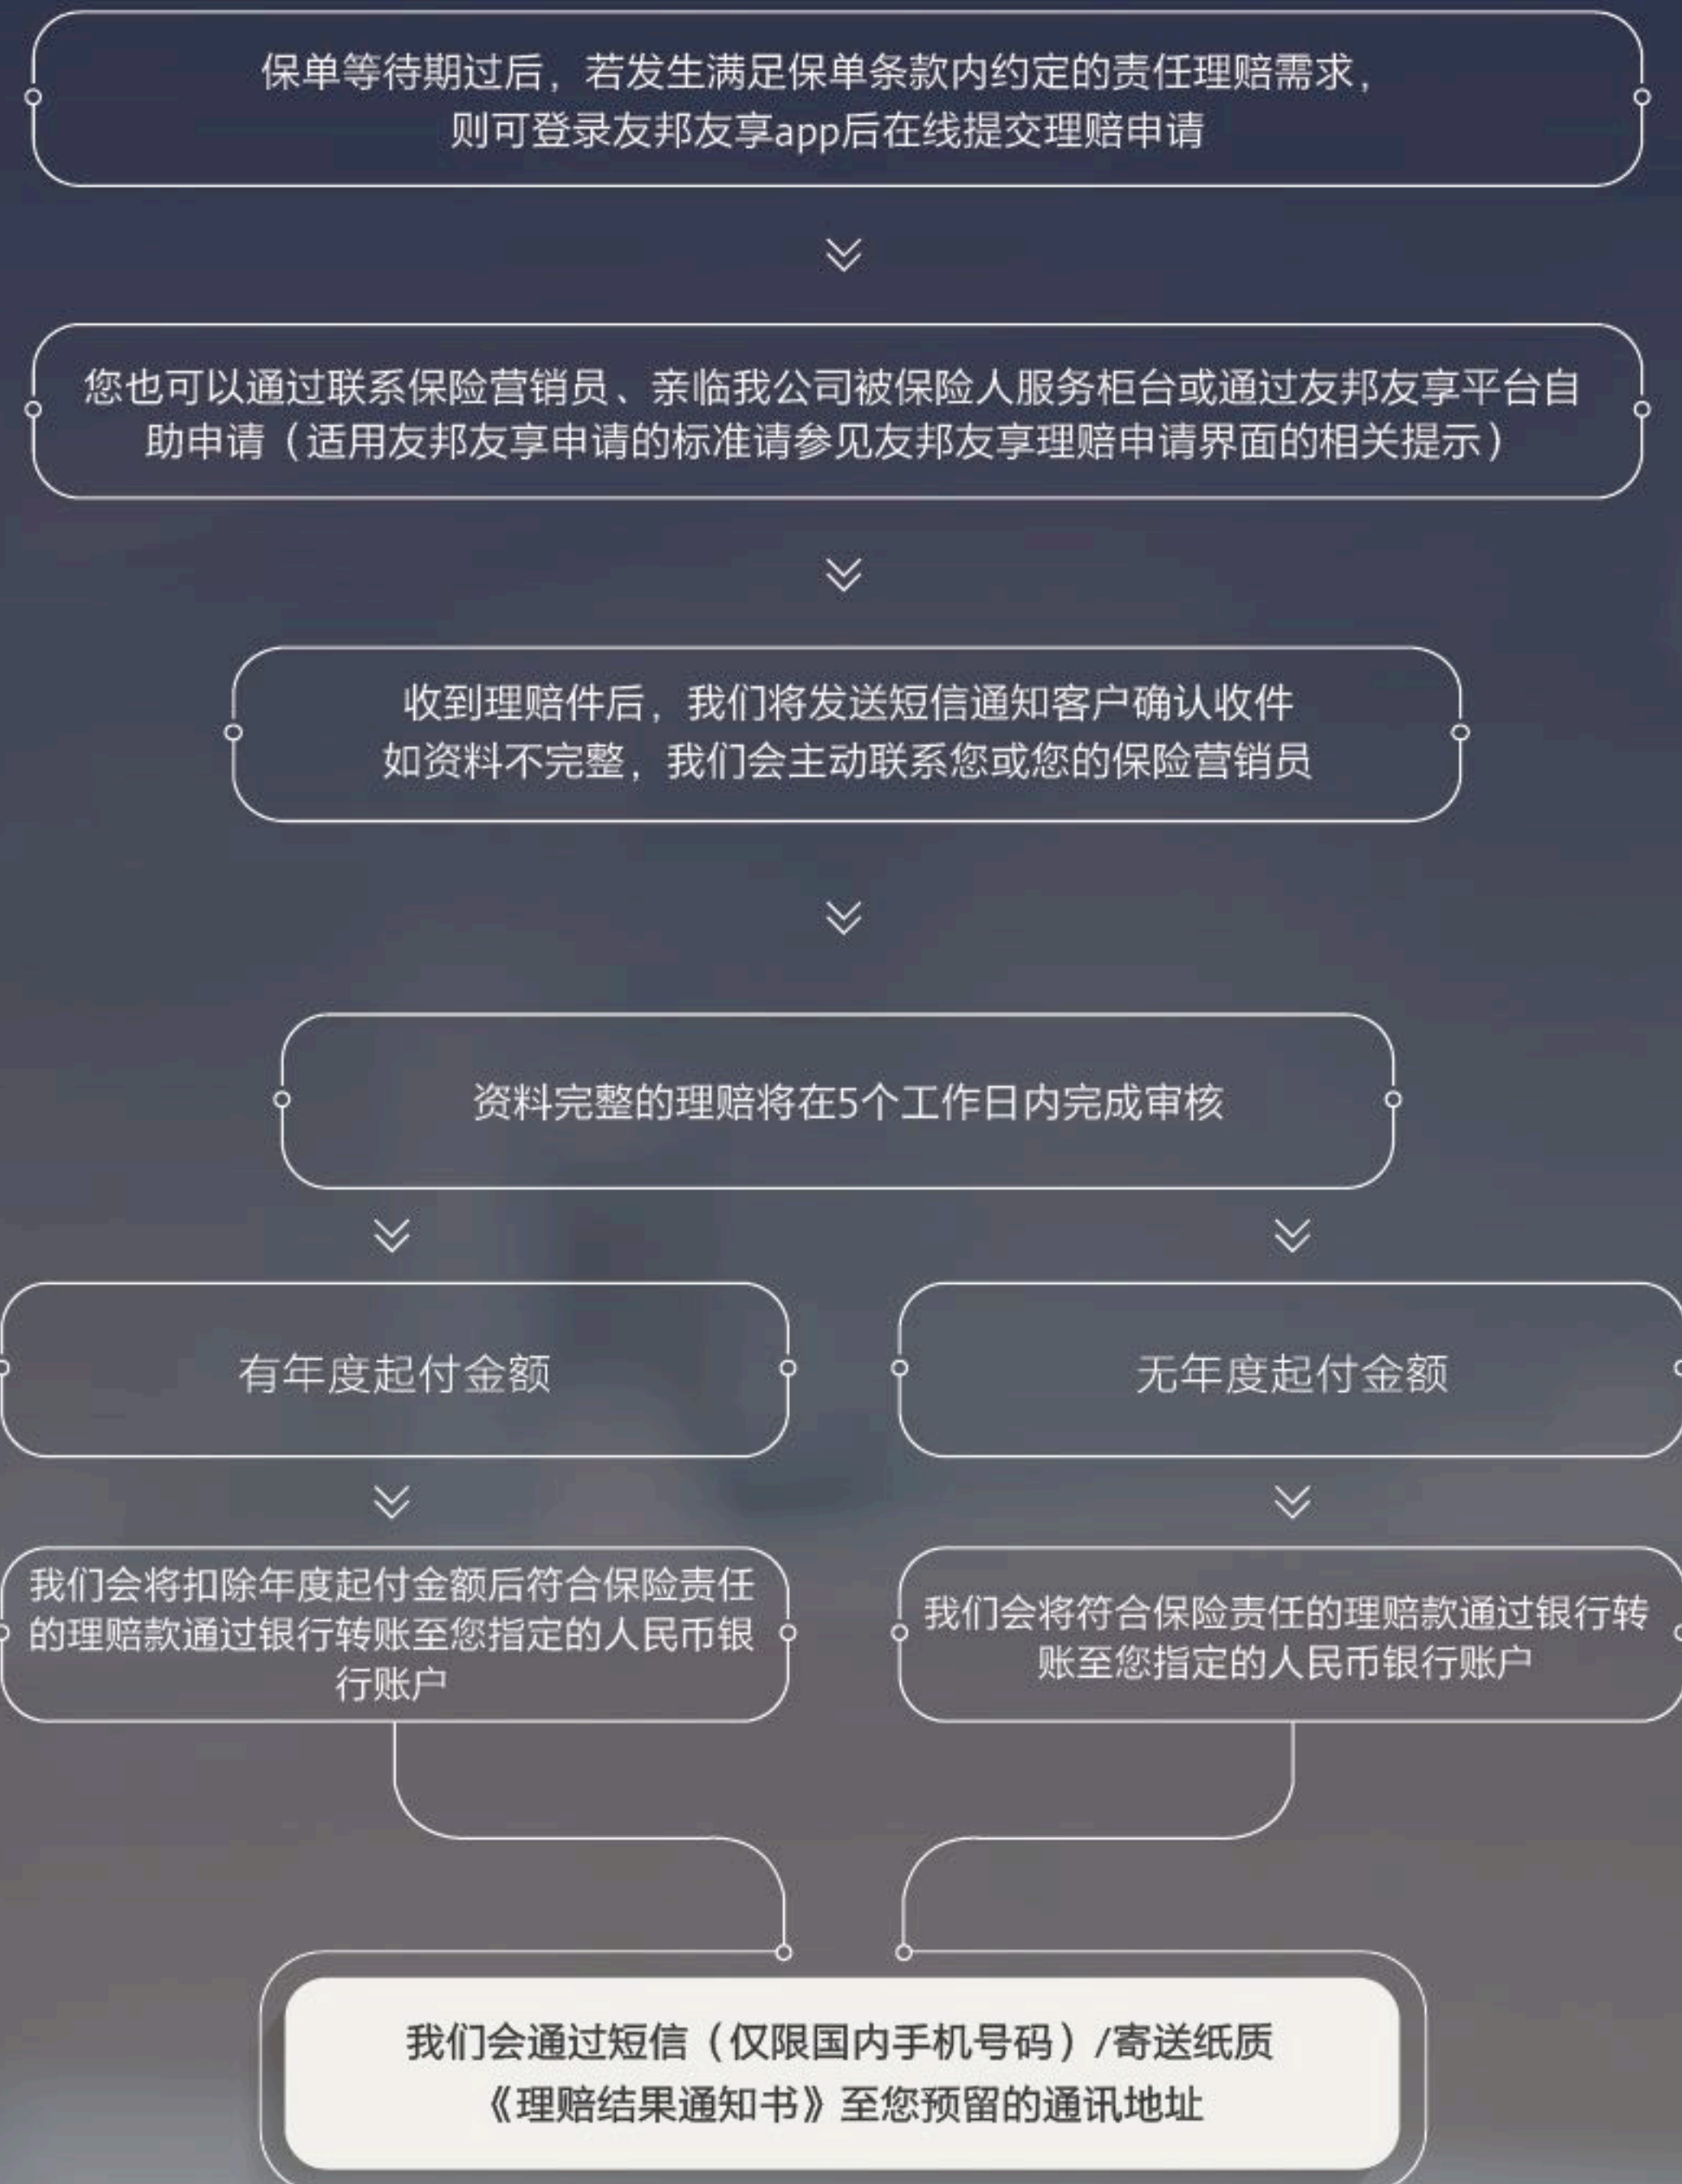 保单等待期过后，若发生满足保单条款内约定的责任理赔需求，
则可登录友邦友享app后在线提交理赔申请
您也可以通过联系保险营销员、亲临我公司被保险人服务柜台或通过友邦友享平台自
助申请（适用友邦友享申请的标准请参见友邦友享理赔申请界面的相关提示）
收到理赔件后，我们将发送短信通知客户确认收件
如资料不完整，我们会主动联系您或您的保险营销员
资料完整的理赔将在5个工作日内完成审核
有年度起付金额
无年度起付金额
我们会将扣除年度起付金额后符合保险责任
的理赔款通过银行转账至您指定的人民币银
行账户
我们会将符合保险责任的理赔款通过银行转
账至您指定的人民币银行账户
我们会通过短信（仅限国内手机号码）/寄送纸质
《理赔结果通知书》至您预留的通讯地址